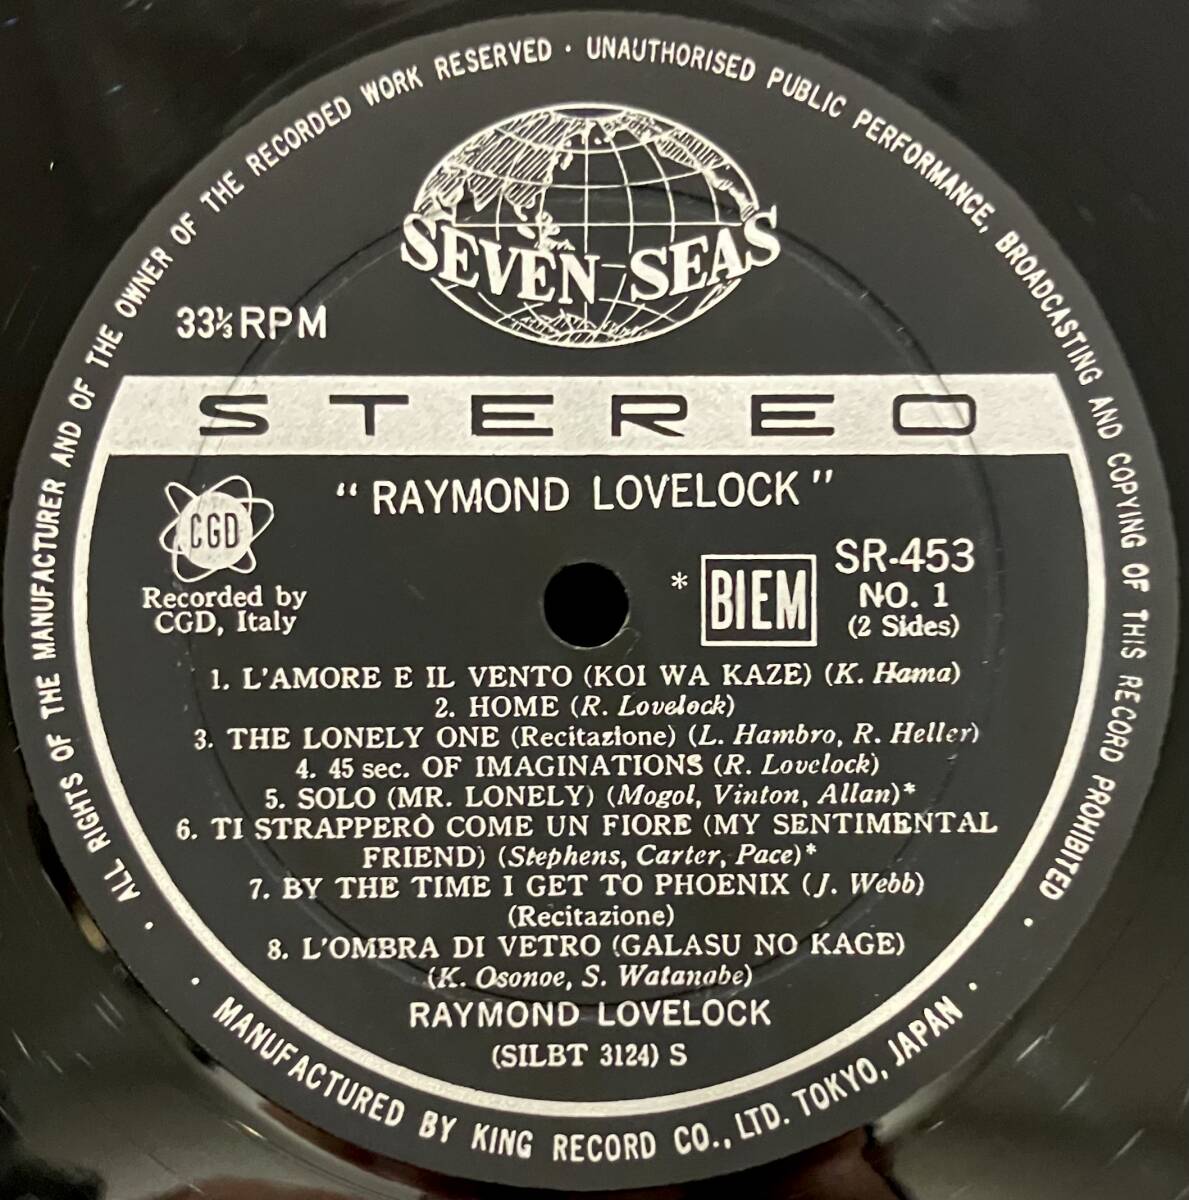 ALL RIGHTS OF THE MANUFACTURER AND OF THE OWNER OF THE RECORDED WORK RESERVED · UNAUTHORISED PUBLIC PERFORMANCE, BROADCASTING AND COPYING OF THIS RECORD PROHIBITED ·
SEVEN SEAS
33⅓RPM
STEREO
"RAYMOND LOVELOCK"
CGD
Recorded by
CGD, Italy
* BIEM
SR-453
NO. 1
(2 Sides)
1. L'AMORE E IL VENTO (KOI WA KAZE) (K. Hama)
2. HOME (R. Lovelock)
3. THE LONELY ONE (Recitazione) (L. Hambro, R. Heller)
4. 45 sec. OF IMAGINATIONS (R. Lovelock)
5. SOLO (MR. LONELY) (Mogol, Vinton, Allan)*
6. TI STRAPPERÒ COME UN FIORE (MY SENTIMENTAL
FRIEND) (Stephens, Carter, Pace)*
7. BY THE TIME I GET TO PHOENIX (J. Webb)
(Recitazione)
8. L'OMBRA DI VETRO (GALASU NO KAGE)
(K. Osonoe, S. Watanabe)
RAYMOND LOVELOCK
(SILBT 3124) S
· MANUFACTURED BY KING RECORD CO., LTD. TOKYO, JAPAN ·